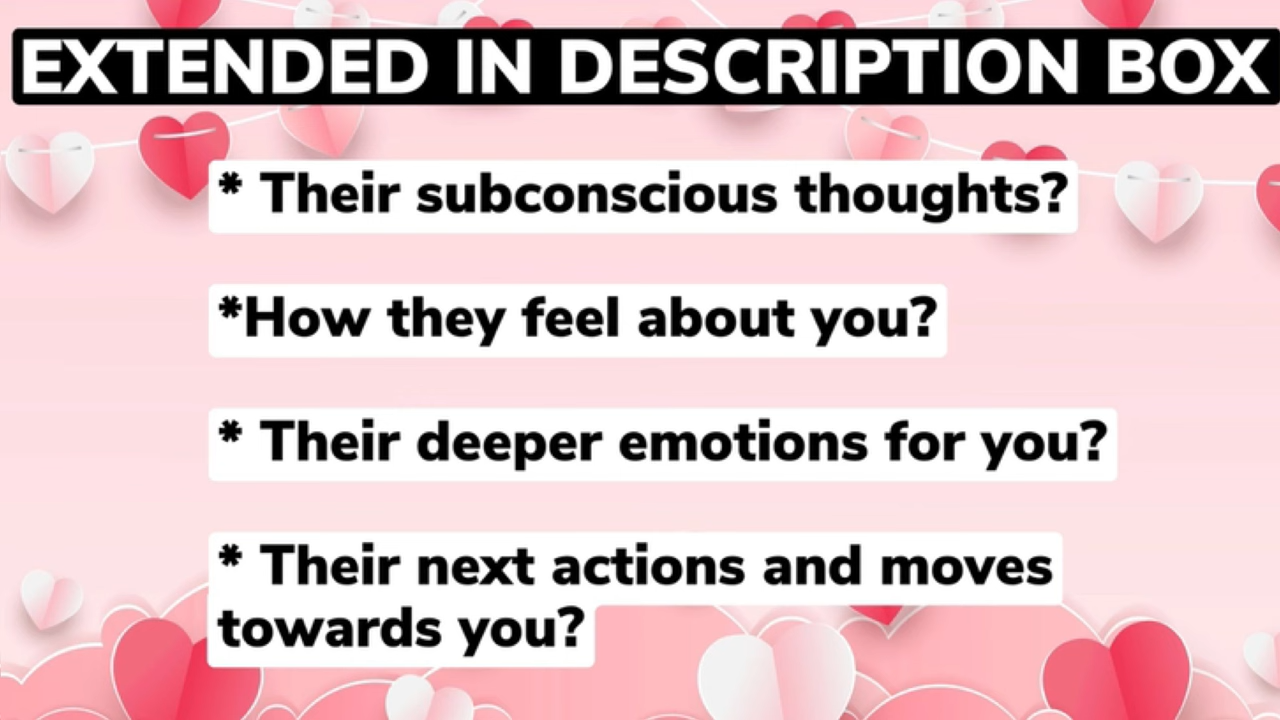 EXTENDED IN DESCRIPTION BOX
* Their subconscious thoughts?
*How they feel about you?
* Their deeper emotions for you?
* Their next actions and moves
towards you?